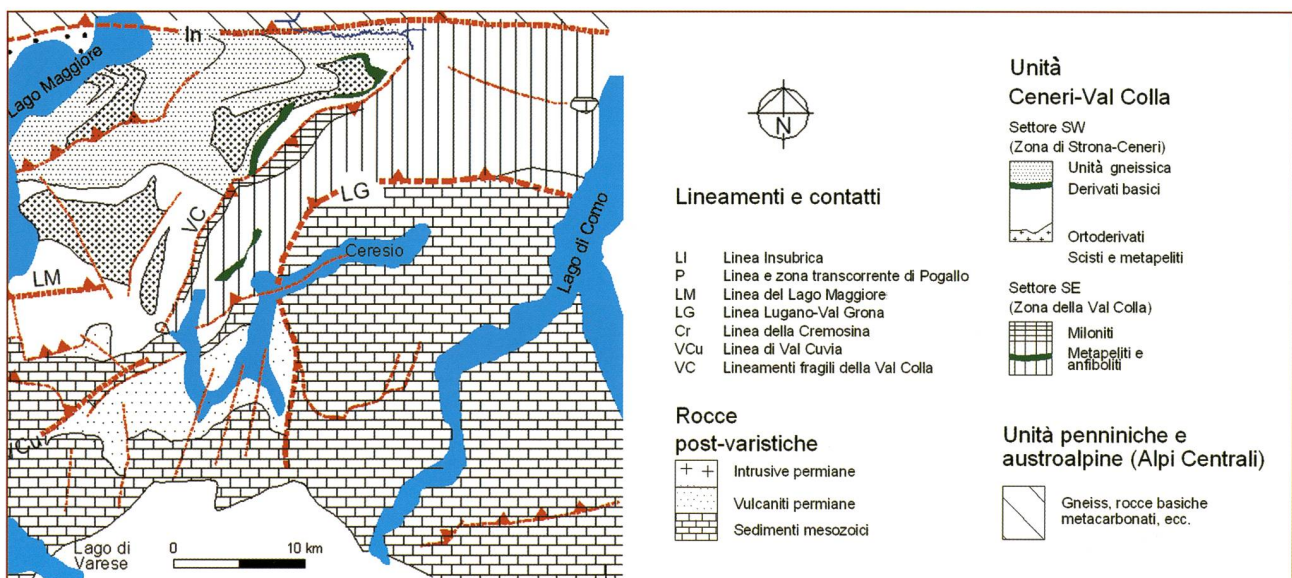 In
Lago Maggiore
LG
VC
Ceresio
Lago di Como
LM
VCu
Lago di
Varese
0 10 km
N
Lineamenti e contatti
LI Linea Insubrica
P Linea e zona transcorrente di Pogallo
LM Linea del Lago Maggiore
LG Linea Lugano-Val Grona
Cr Linea della Cremosina
VCu Linea di Val Cuvia
VC Lineamenti fragili della Val Colla
Rocce
post-varistiche
Intrusive permiane
Vulcaniti permiane
Sedimenti mesozoici
Unità
Ceneri-Val Colla
Settore SW
(Zona di Strona-Ceneri)
Unità gneissica
Derivati basici
Ortoderivati
Scisti e metapeliti
Settore SE
(Zona della Val Colla)
Miloniti
Metapeliti e
anfiboliti
Unità penniniche e
austroalpine (Alpi Centrali)
Gneiss, rocce basiche
metacarbonati, ecc.